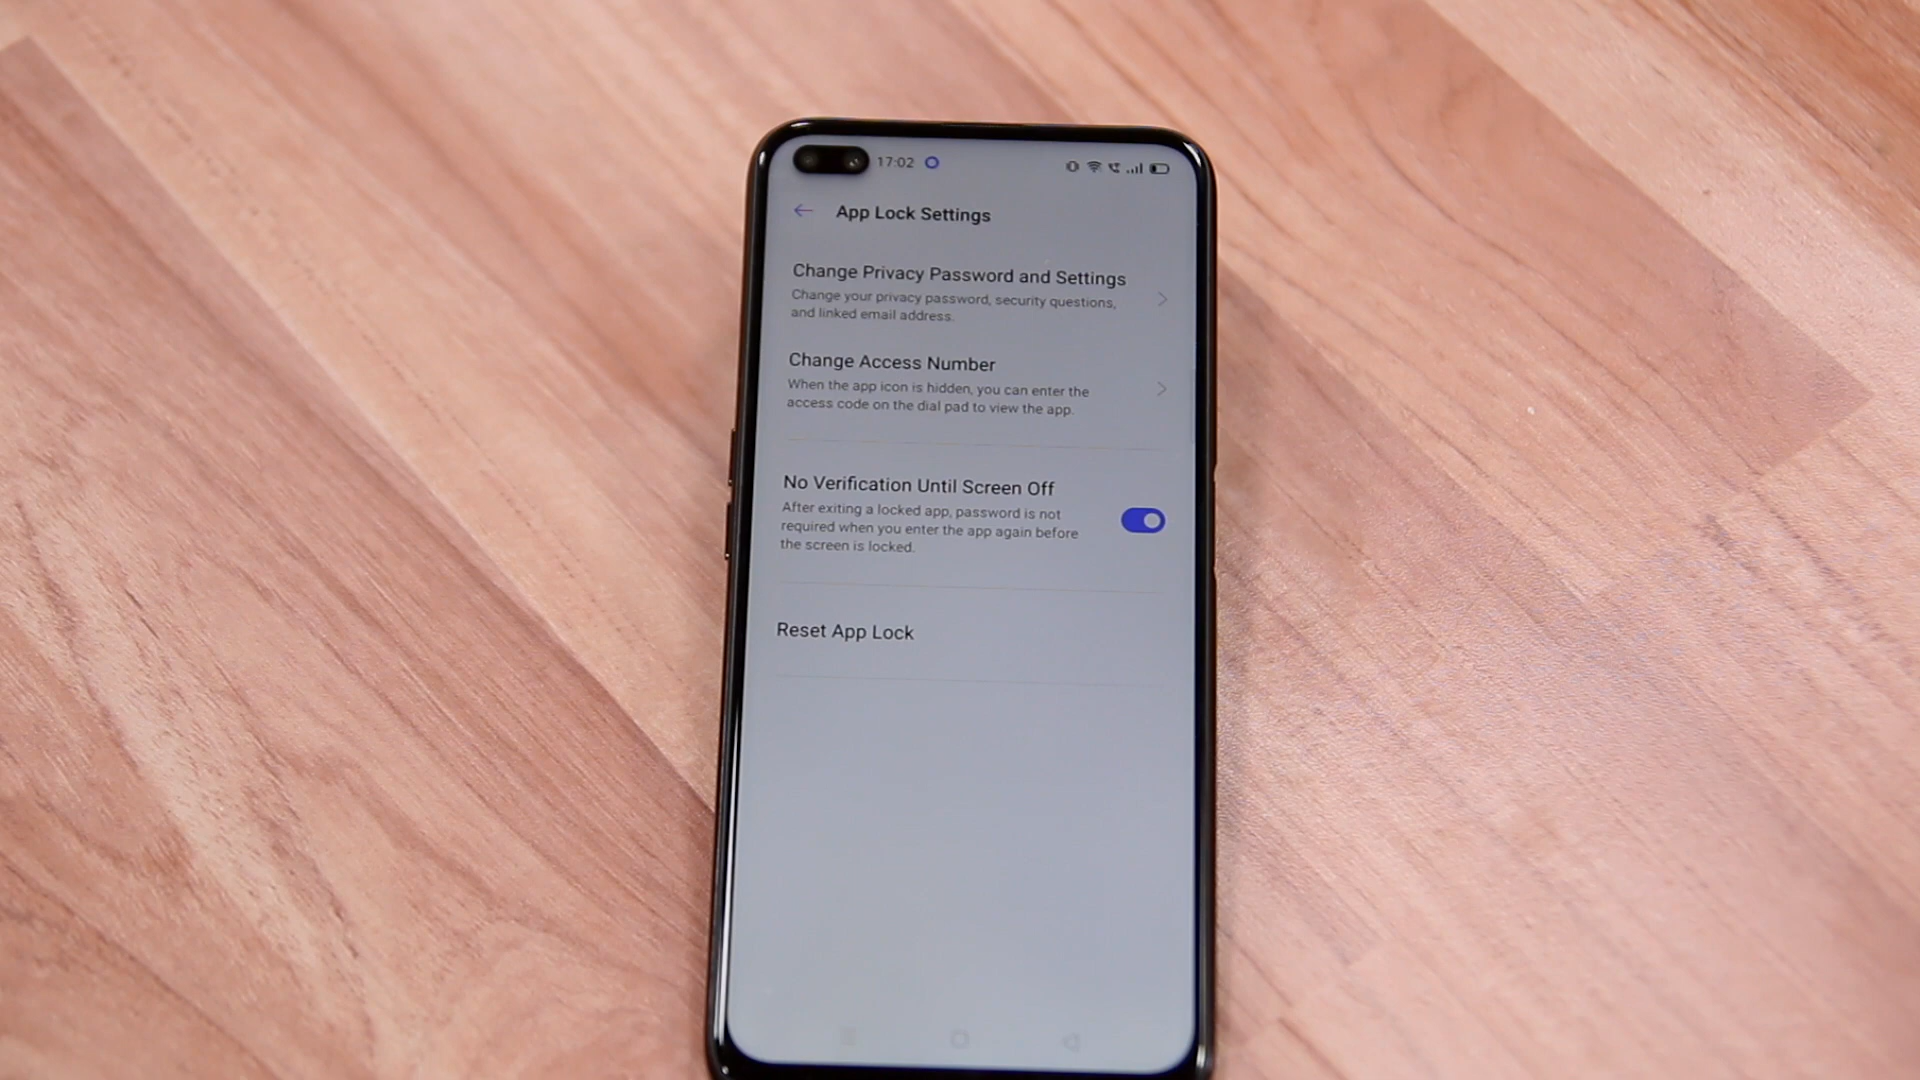 17:02
App Lock Settings
Change Privacy Password and Settings
Change your privacy password, security questions,
and linked email address.
Change Access Number
When the app icon is hidden, you can enter the
access code on the dial pad to view the app.
No Verification Until Screen Off
After exiting a locked app, password is not
required when you enter the app again before
the screen is locked.
Reset App Lock